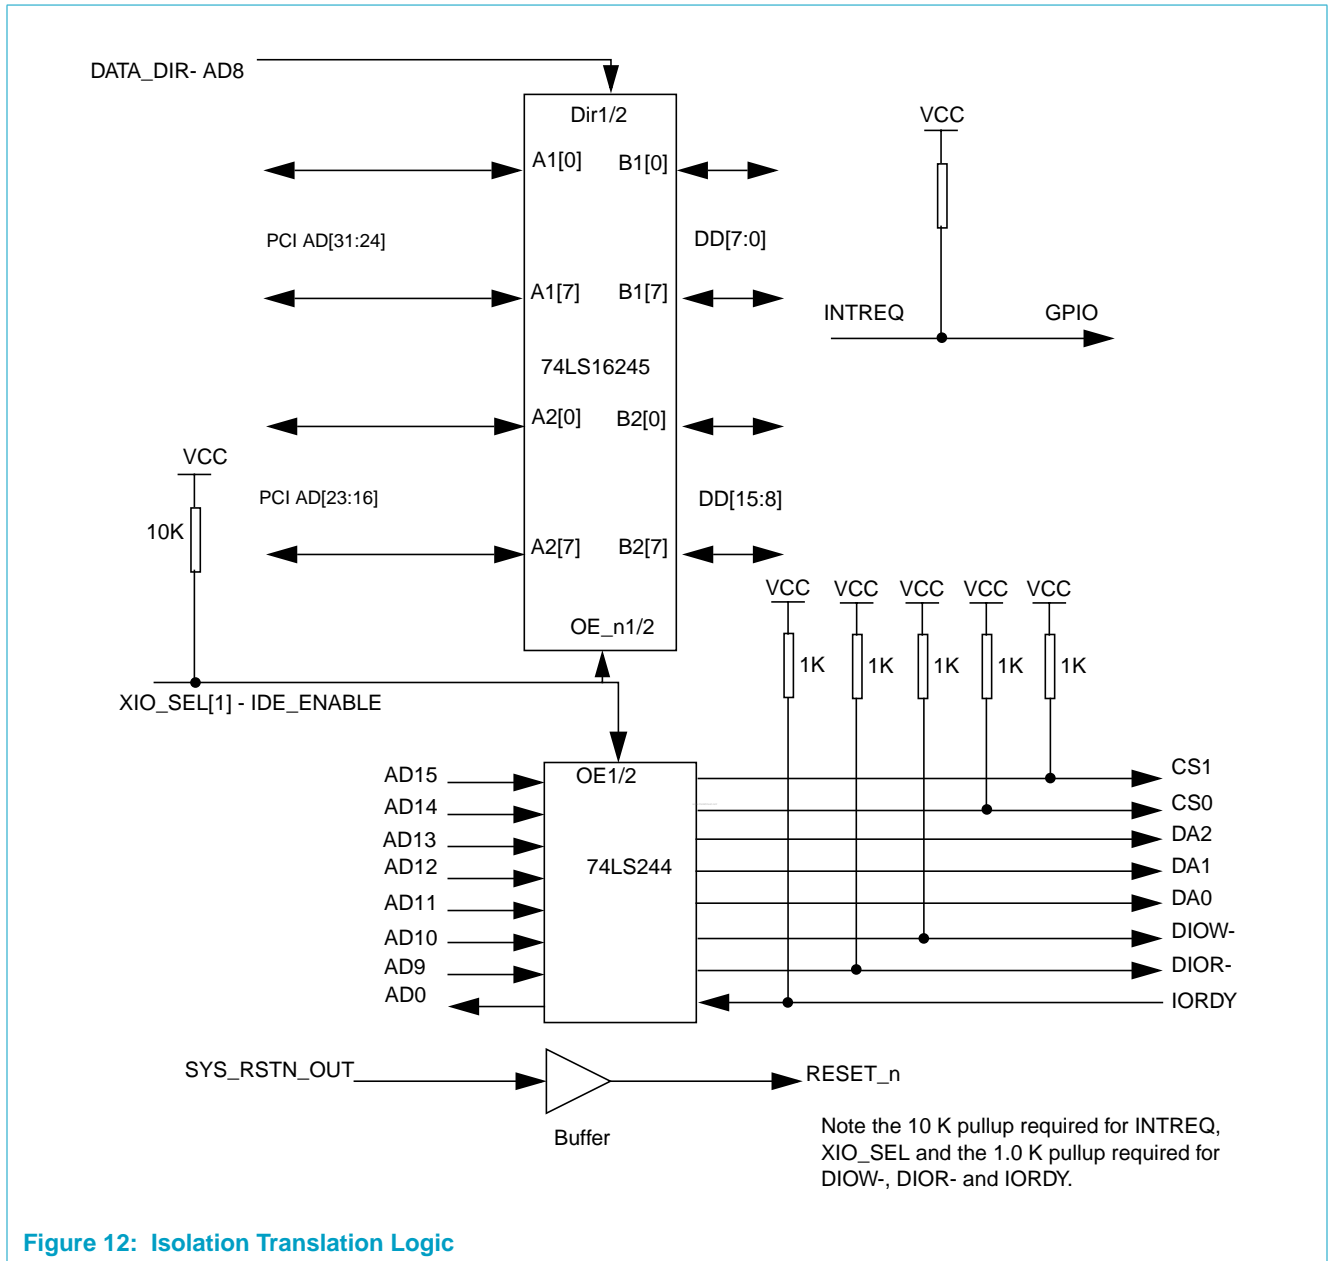 DATA_DIR- AD8
Dir1/2
VCC
A1[0] B1[0]
PCI AD[31:24]
DD[7:0]
A1[7] B1[7]
INTREQ GPIO
74LS16245
A2[0] B2[0]
VCC
PCI AD[23:16]
DD[15:8]
10K
A2[7] B2[7]
VCC VCC VCC VCC VCC
OE_n1/2
1K 1K 1K 1K 1K
XIO_SEL[1] - IDE_ENABLE
OE1/2
74LS244
AD15
AD14
AD13
AD12
AD11
AD10
AD9
AD0
CS1
CS0
DA2
DA1
DA0
DIOW-
DIOR-
IORDY
SYS_RSTN_OUT
RESET_n
Buffer
Note the 10 K pullup required for INTREQ,
XIO_SEL and the 1.0 K pullup required for
DIOW-, DIOR- and IORDY.
Figure 12: Isolation Translation Logic